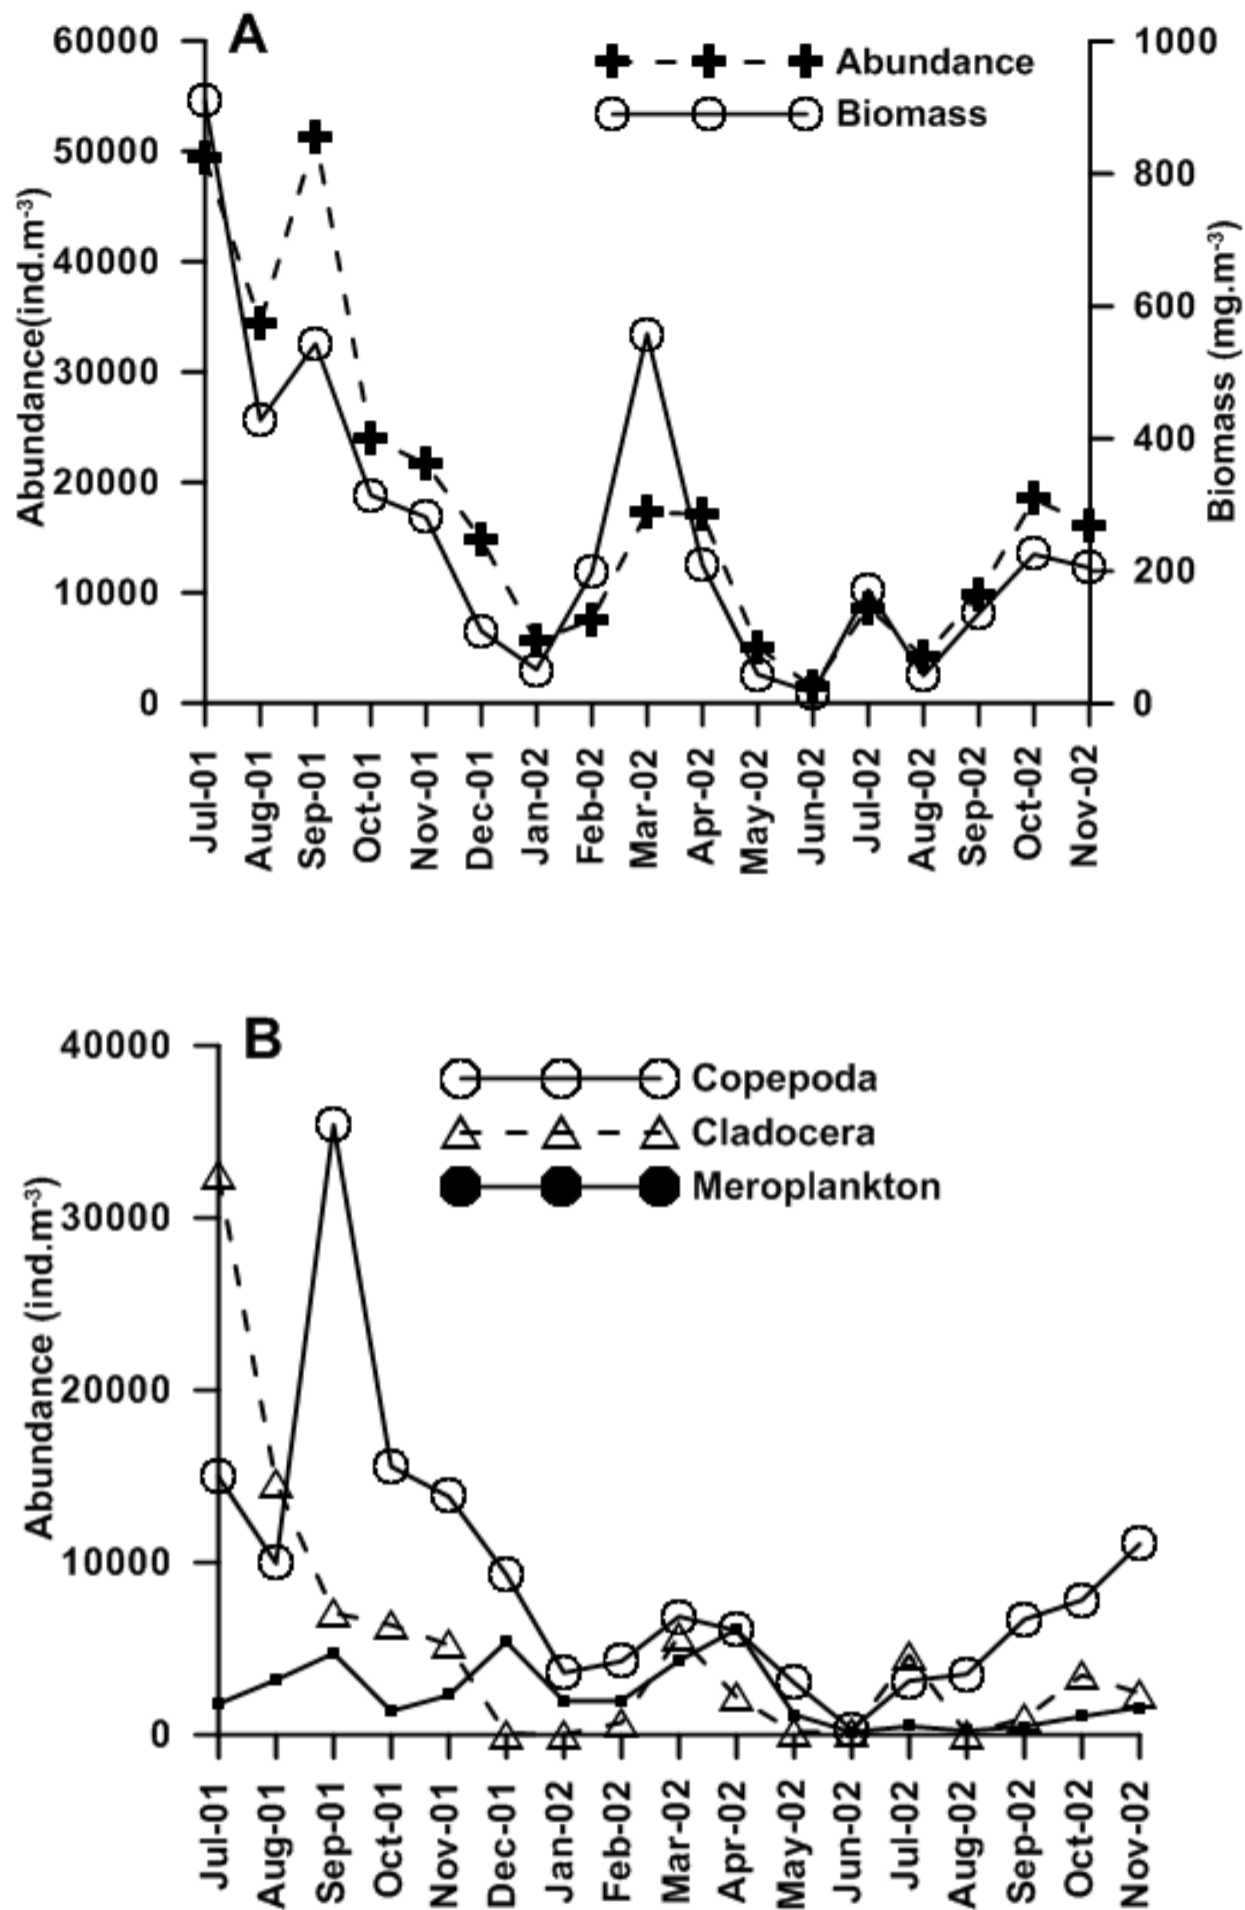 A
Abundance
Biomass
60000
50000
40000
30000
20000
10000
0
Abundance(ind.m-3)
1000
800
600
400
200
0
Biomass (mg.m-3)
Jul-01
Aug-01
Sep-01
Oct-01
Nov-01
Dec-01
Jan-02
Feb-02
Mar-02
Apr-02
May-02
Jun-02
Jul-02
Aug-02
Sep-02
Oct-02
Nov-02
B
Copepoda
Cladocera
Meroplankton
40000
30000
20000
10000
0
Abundance (ind.m-3)
Jul-01
Aug-01
Sep-01
Oct-01
Nov-01
Dec-01
Jan-02
Feb-02
Mar-02
Apr-02
May-02
Jun-02
Jul-02
Aug-02
Sep-02
Oct-02
Nov-02